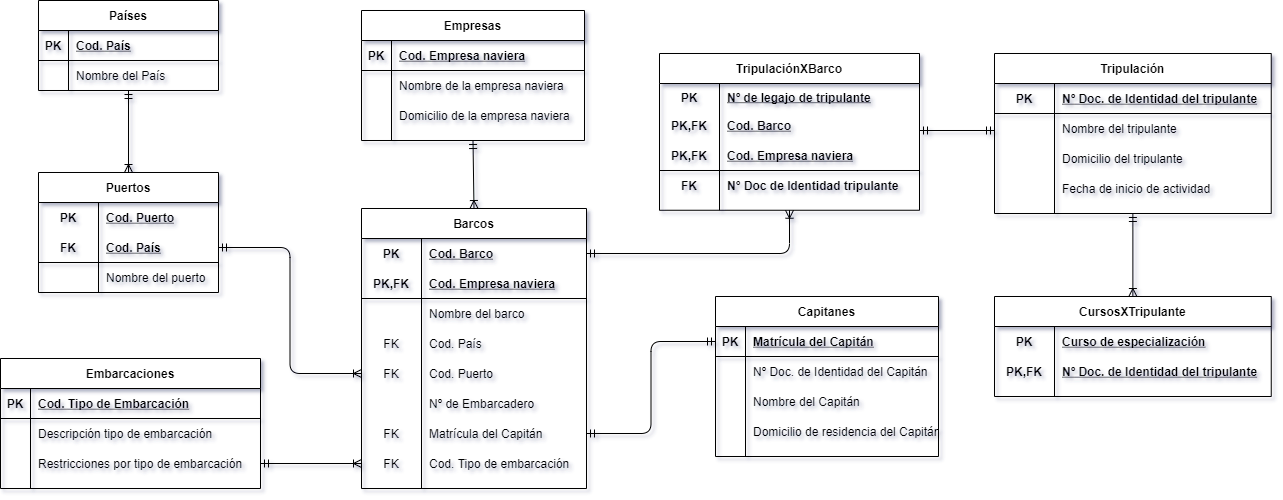 Países
PK Cod. País
Nombre del País
Empresas
PK Cod. Empresa naviera
Nombre de la empresa naviera
Domicilio de la empresa naviera
TripulaciónXBarco
PK N° de legajo de tripulante
PK,FK Cod. Barco
PK,FK Cod. Empresa naviera
FK N° Doc de Identidad tripulante
Tripulación
PK N° Doc. de Identidad del tripulante
Nombre del tripulante
Domicilio del tripulante
Fecha de inicio de actividad
Puertos
PK Cod. Puerto
FK Cod. País
Nombre del puerto
Barcos
PK Cod. Barco
PK,FK Cod. Empresa naviera
Nombre del barco
FK Cod. País
FK Cod. Puerto
Nº de Embarcadero
FK Matrícula del Capitán
FK Cod. Tipo de embarcación
Capitanes
PK Matrícula del Capitán
Nº Doc. de Identidad del Capitán
Nombre del Capitán
Domicilio de residencia del Capitán
CursosXTripulante
PK Curso de especialización
PK,FK N° Doc. de Identidad del tripulante
Embarcaciones
PK Cod. Tipo de Embarcación
Descripción tipo de embarcación
Restricciones por tipo de embarcación